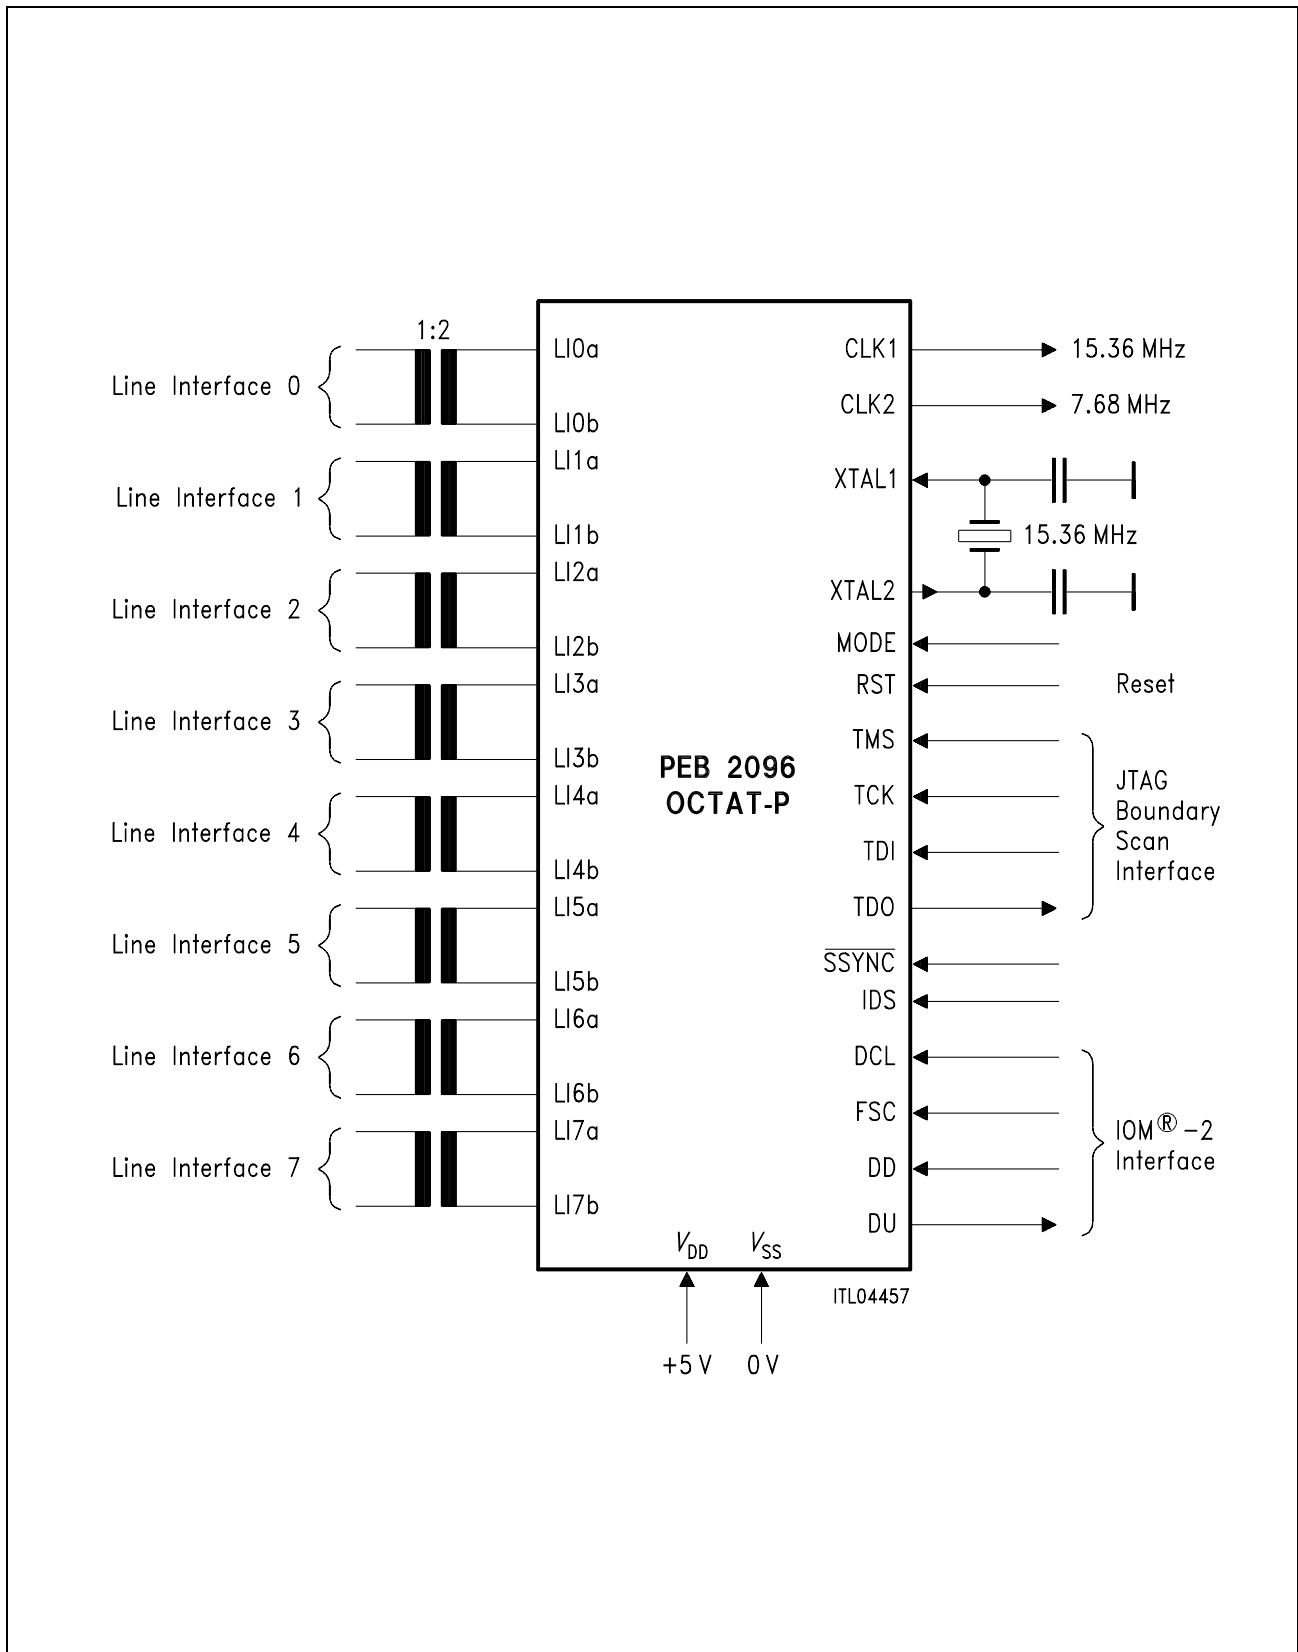 1:2
Line Interface 0
LI0a
LI0b
Line Interface 1
LI1a
LI1b
Line Interface 2
LI2a
LI2b
Line Interface 3
LI3a
LI3b
Line Interface 4
LI4a
LI4b
Line Interface 5
LI5a
LI5b
Line Interface 6
LI6a
LI6b
Line Interface 7
LI7a
LI7b
PEB 2096
OCTAT-P
CLK1 15.36 MHz
CLK2 7.68 MHz
XTAL1
15.36 MHz
XTAL2
MODE
RST Reset
TMS
TCK
TDI
TDO
JTAG
Boundary
Scan
Interface
SSYNC
IDS
DCL
FSC
DD
DU
IOM®-2
Interface
VDD VSS
+5 V 0 V
ITL04457